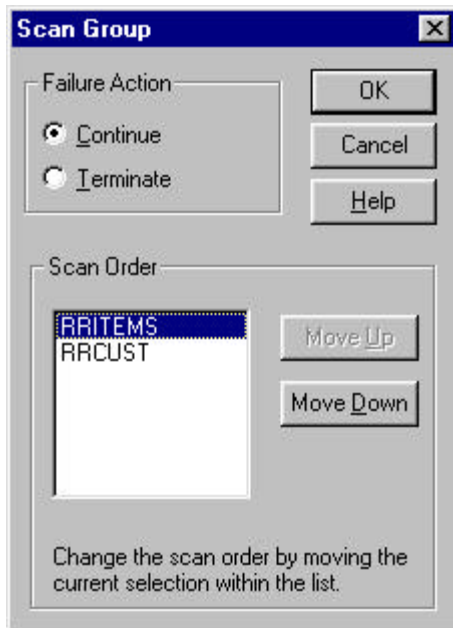 Scan Group
Failure Action
Continue
Terminate
OK
Cancel
Help
Scan Order
RRITEMS
RRCUST
Move Up
Move Down
Change the scan order by moving the
current selection within the list.